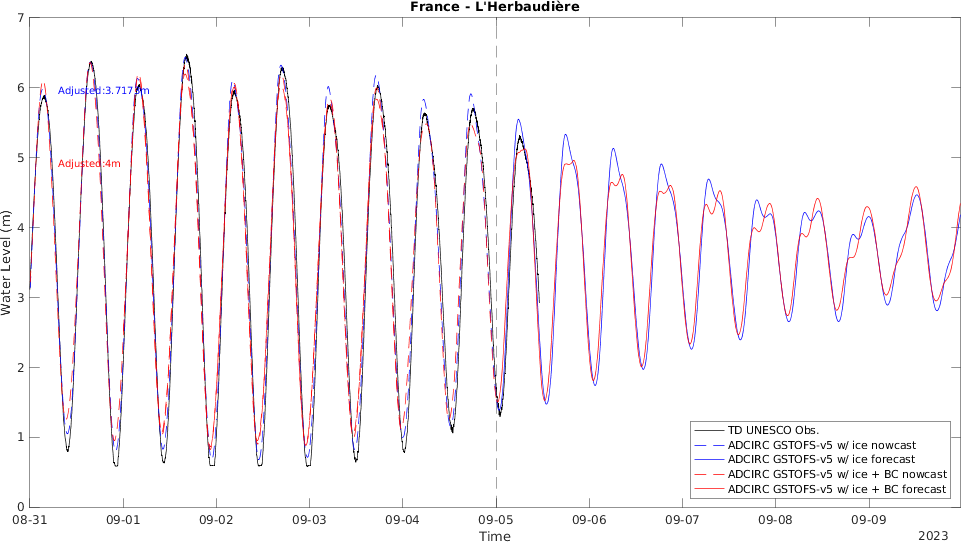 France - L'Herbaudière
7
6
5
4
3
2
1
0
Water Level (m)
Adjusted:3.7173m
Adjusted:4m
TD UNESCO Obs.
ADCIRC GSTOFS-v5 w/ ice nowcast
ADCIRC GSTOFS-v5 w/ ice forecast
ADCIRC GSTOFS-v5 w/ ice + BC nowcast
ADCIRC GSTOFS-v5 w/ ice + BC forecast
08-31 09-01 09-02 09-03 09-04 09-05 09-06 09-07 09-08 09-09
Time
2023